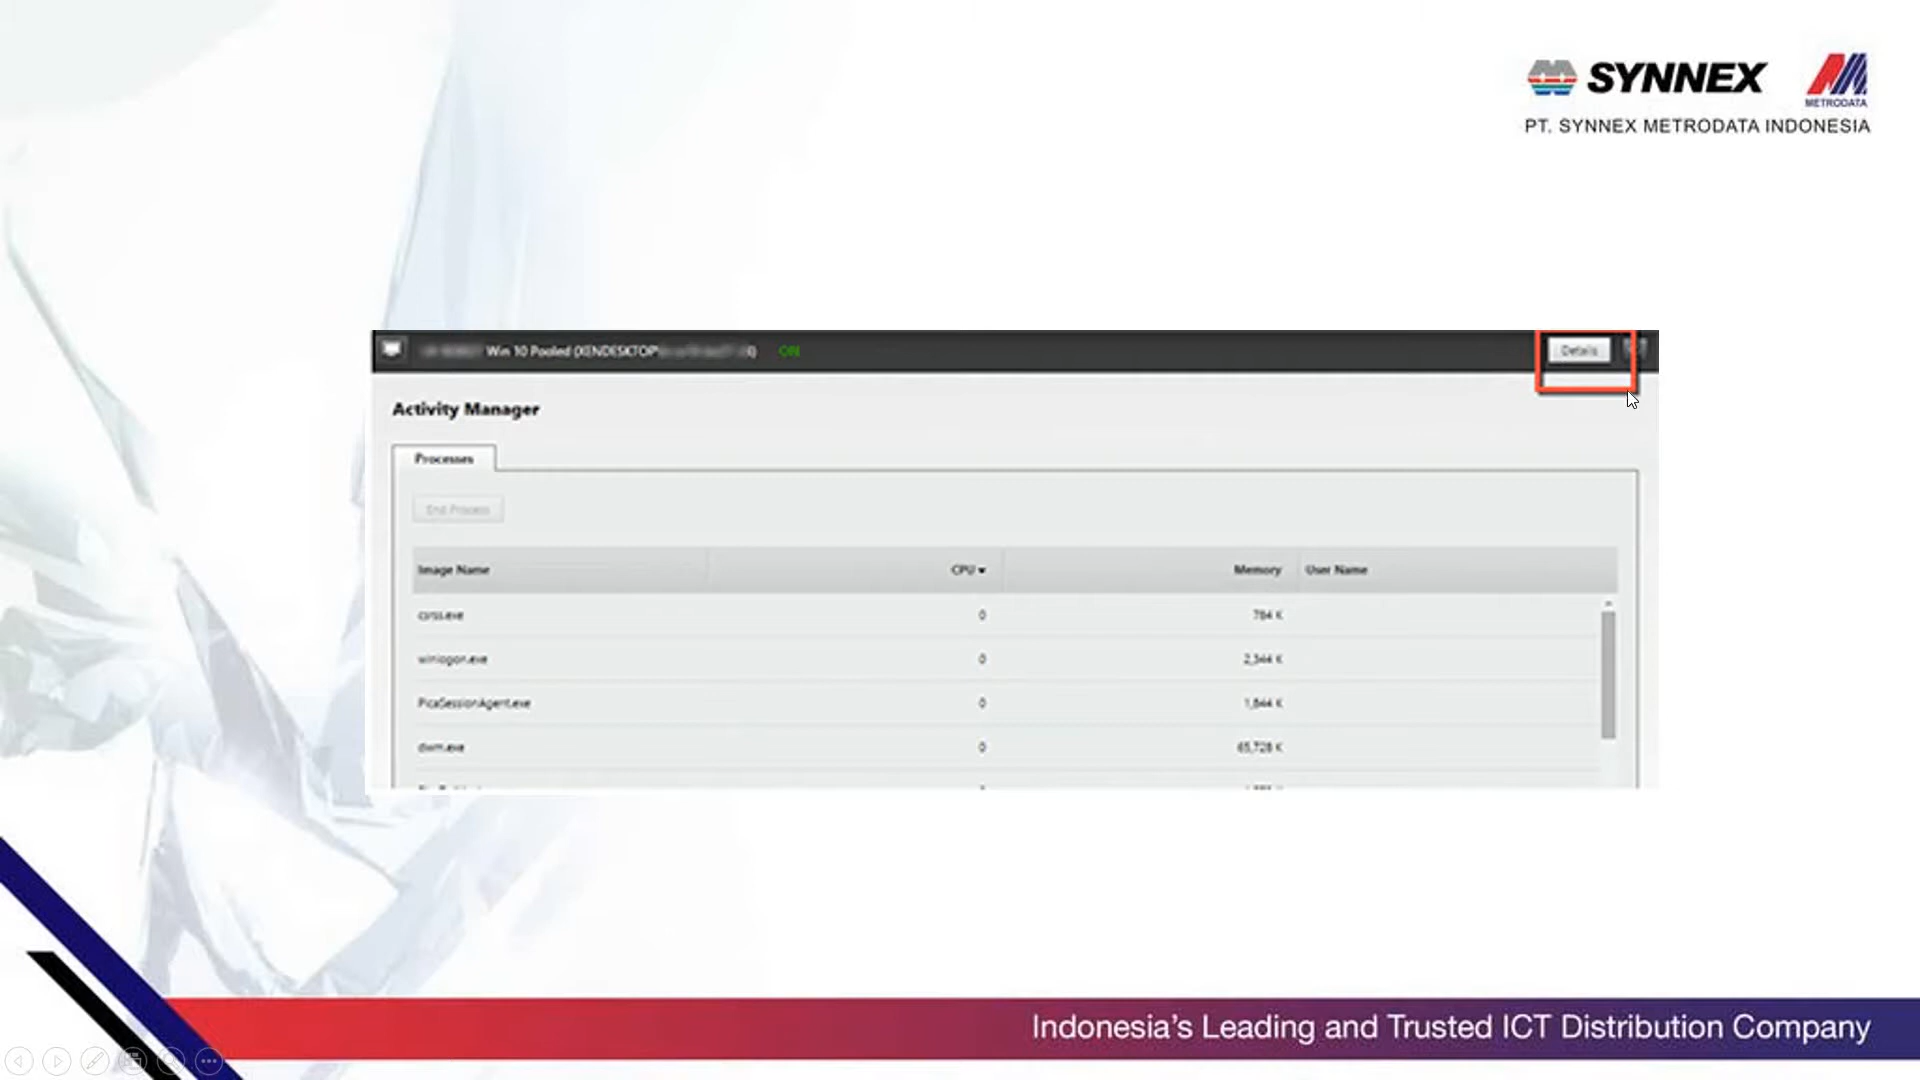 SYNNEX
METRODATA
PT. SYNNEX METRODATA INDONESIA
Win 10 Pooled (XENDESKTOP
ON
Details
Activity Manager
Processes
End Process
Image Name CPU Memory User Name
csrss.exe 0 784 K
winlogon.exe 0 2,344 K
PicaSessionAgent.exe 0 1,844 K
dwm.exe 0 65,728 K
Indonesia's Leading and Trusted ICT Distribution Company